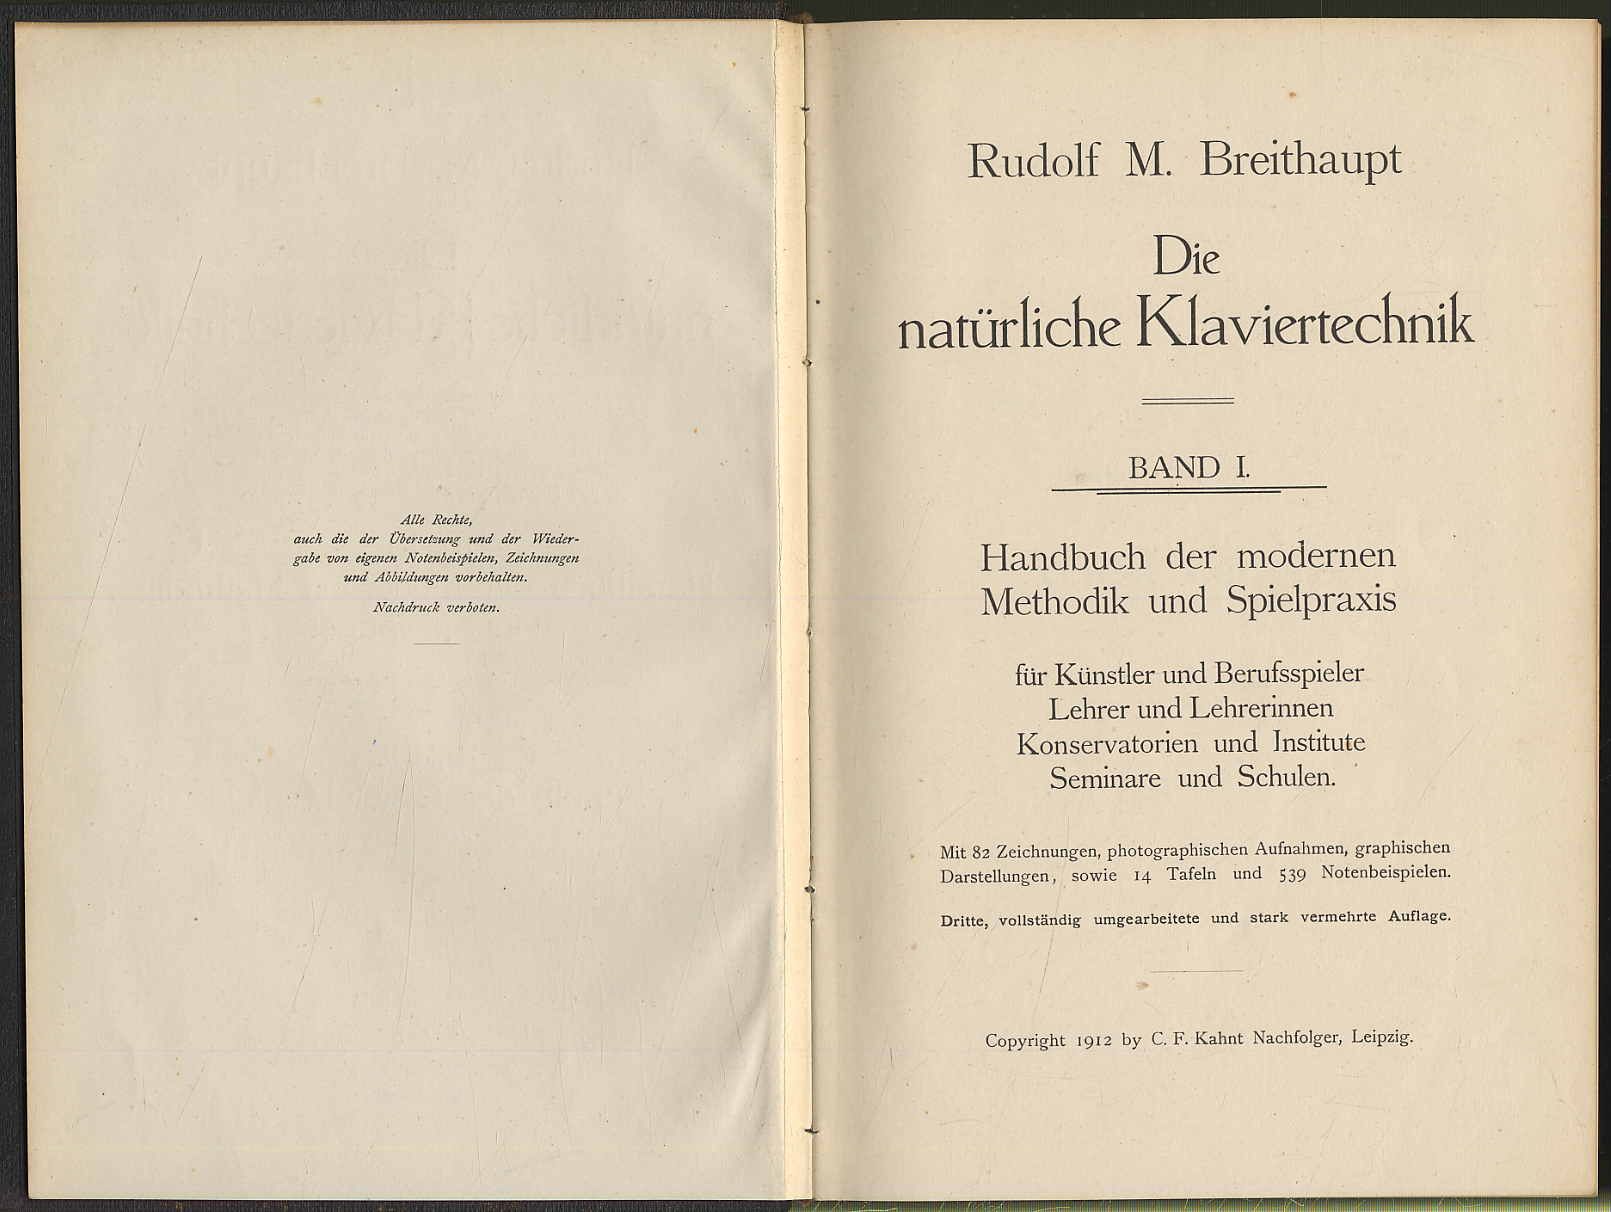 Alle Rechte,
auch die der Übersetzung und der Wieder-
gabe von eigenen Notenbeispielen, Zeichnungen
und Abbildungen vorbehalten.
Nachdruck verboten.
Rudolf M. Breithaupt
Die
natürliche Klaviertechnik
BAND I.
Handbuch der modernen
Methodik und Spielpraxis
für Künstler und Berufsspieler
Lehrer und Lehrerinnen
Konservatorien und Institute
Seminare und Schulen.
Mit 82 Zeichnungen, photographischen Aufnahmen, graphischen
Darstellungen, sowie 14 Tafeln und 539 Notenbeispielen.
Dritte, vollständig umgearbeitete und stark vermehrte Auflage.
Copyright 1912 by C. F. Kahnt Nachfolger, Leipzig.